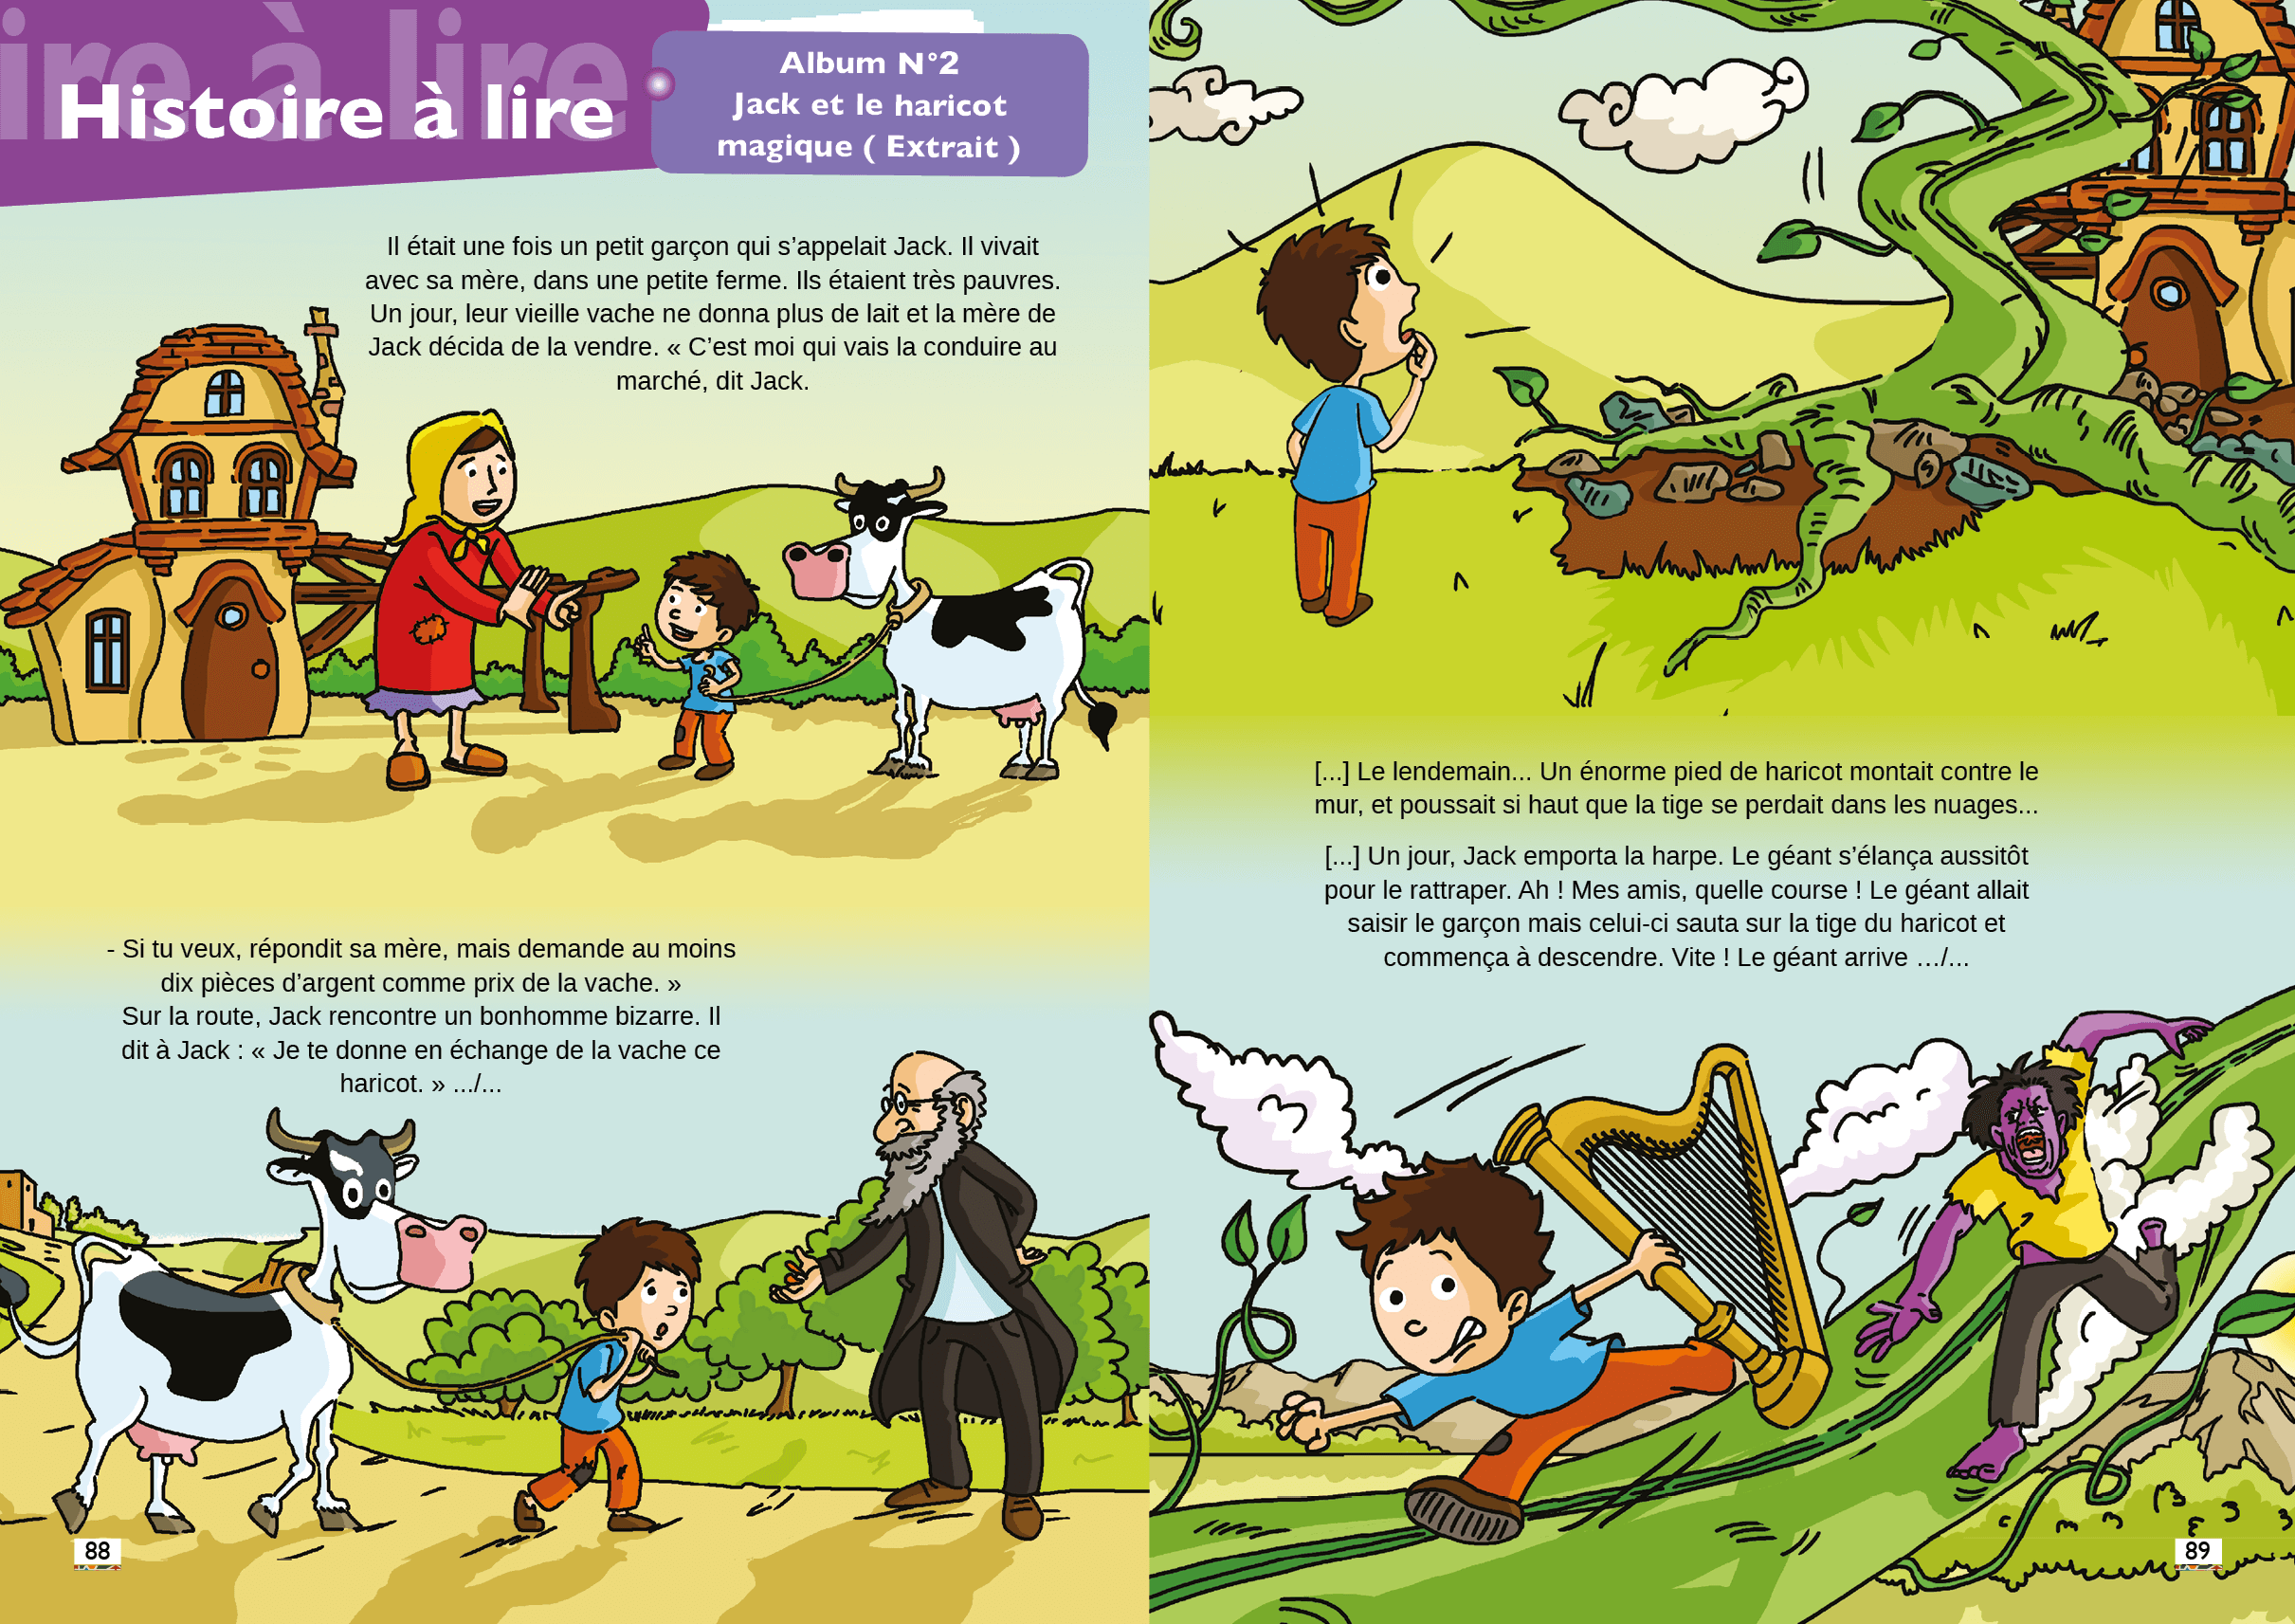 ire à lire
Histoire à lire
Album N°2
Jack et le haricot
magique ( Extrait )
Il était une fois un petit garçon qui s’appelait Jack. Il vivait
avec sa mère, dans une petite ferme. Ils étaient très pauvres.
Un jour, leur vieille vache ne donna plus de lait et la mère de
Jack décida de la vendre. « C’est moi qui vais la conduire au
marché, dit Jack.
- Si tu veux, répondit sa mère, mais demande au moins
dix pièces d’argent comme prix de la vache. »
Sur la route, Jack rencontre un bonhomme bizarre. Il
dit à Jack : « Je te donne en échange de la vache ce
haricot. » .../...
88
[...] Le lendemain... Un énorme pied de haricot montait contre le
mur, et poussait si haut que la tige se perdait dans les nuages...
[...] Un jour, Jack emporta la harpe. Le géant s’élança aussitôt
pour le rattraper. Ah ! Mes amis, quelle course ! Le géant allait
saisir le garçon mais celui-ci sauta sur la tige du haricot et
commença à descendre. Vite ! Le géant arrive …/...
89